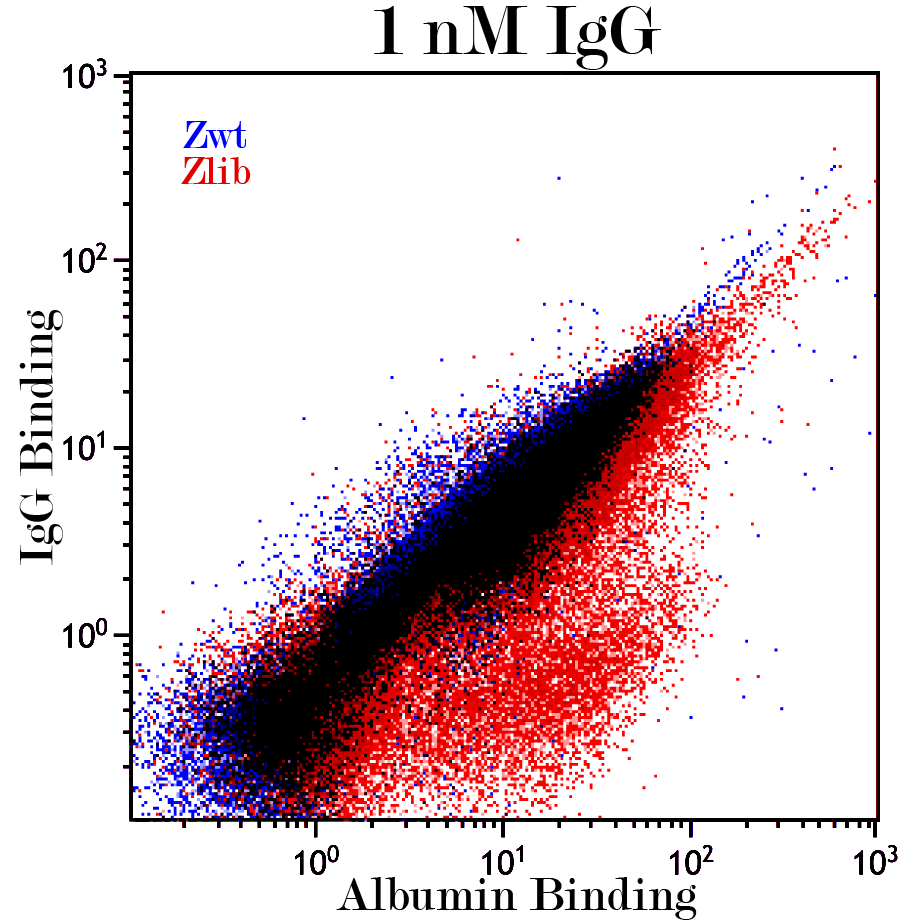 1 nM IgG
10³
Zwt
Zlib
10²
IgG Binding
10¹
10⁰
10⁰ 10¹ 10² 10³
Albumin Binding